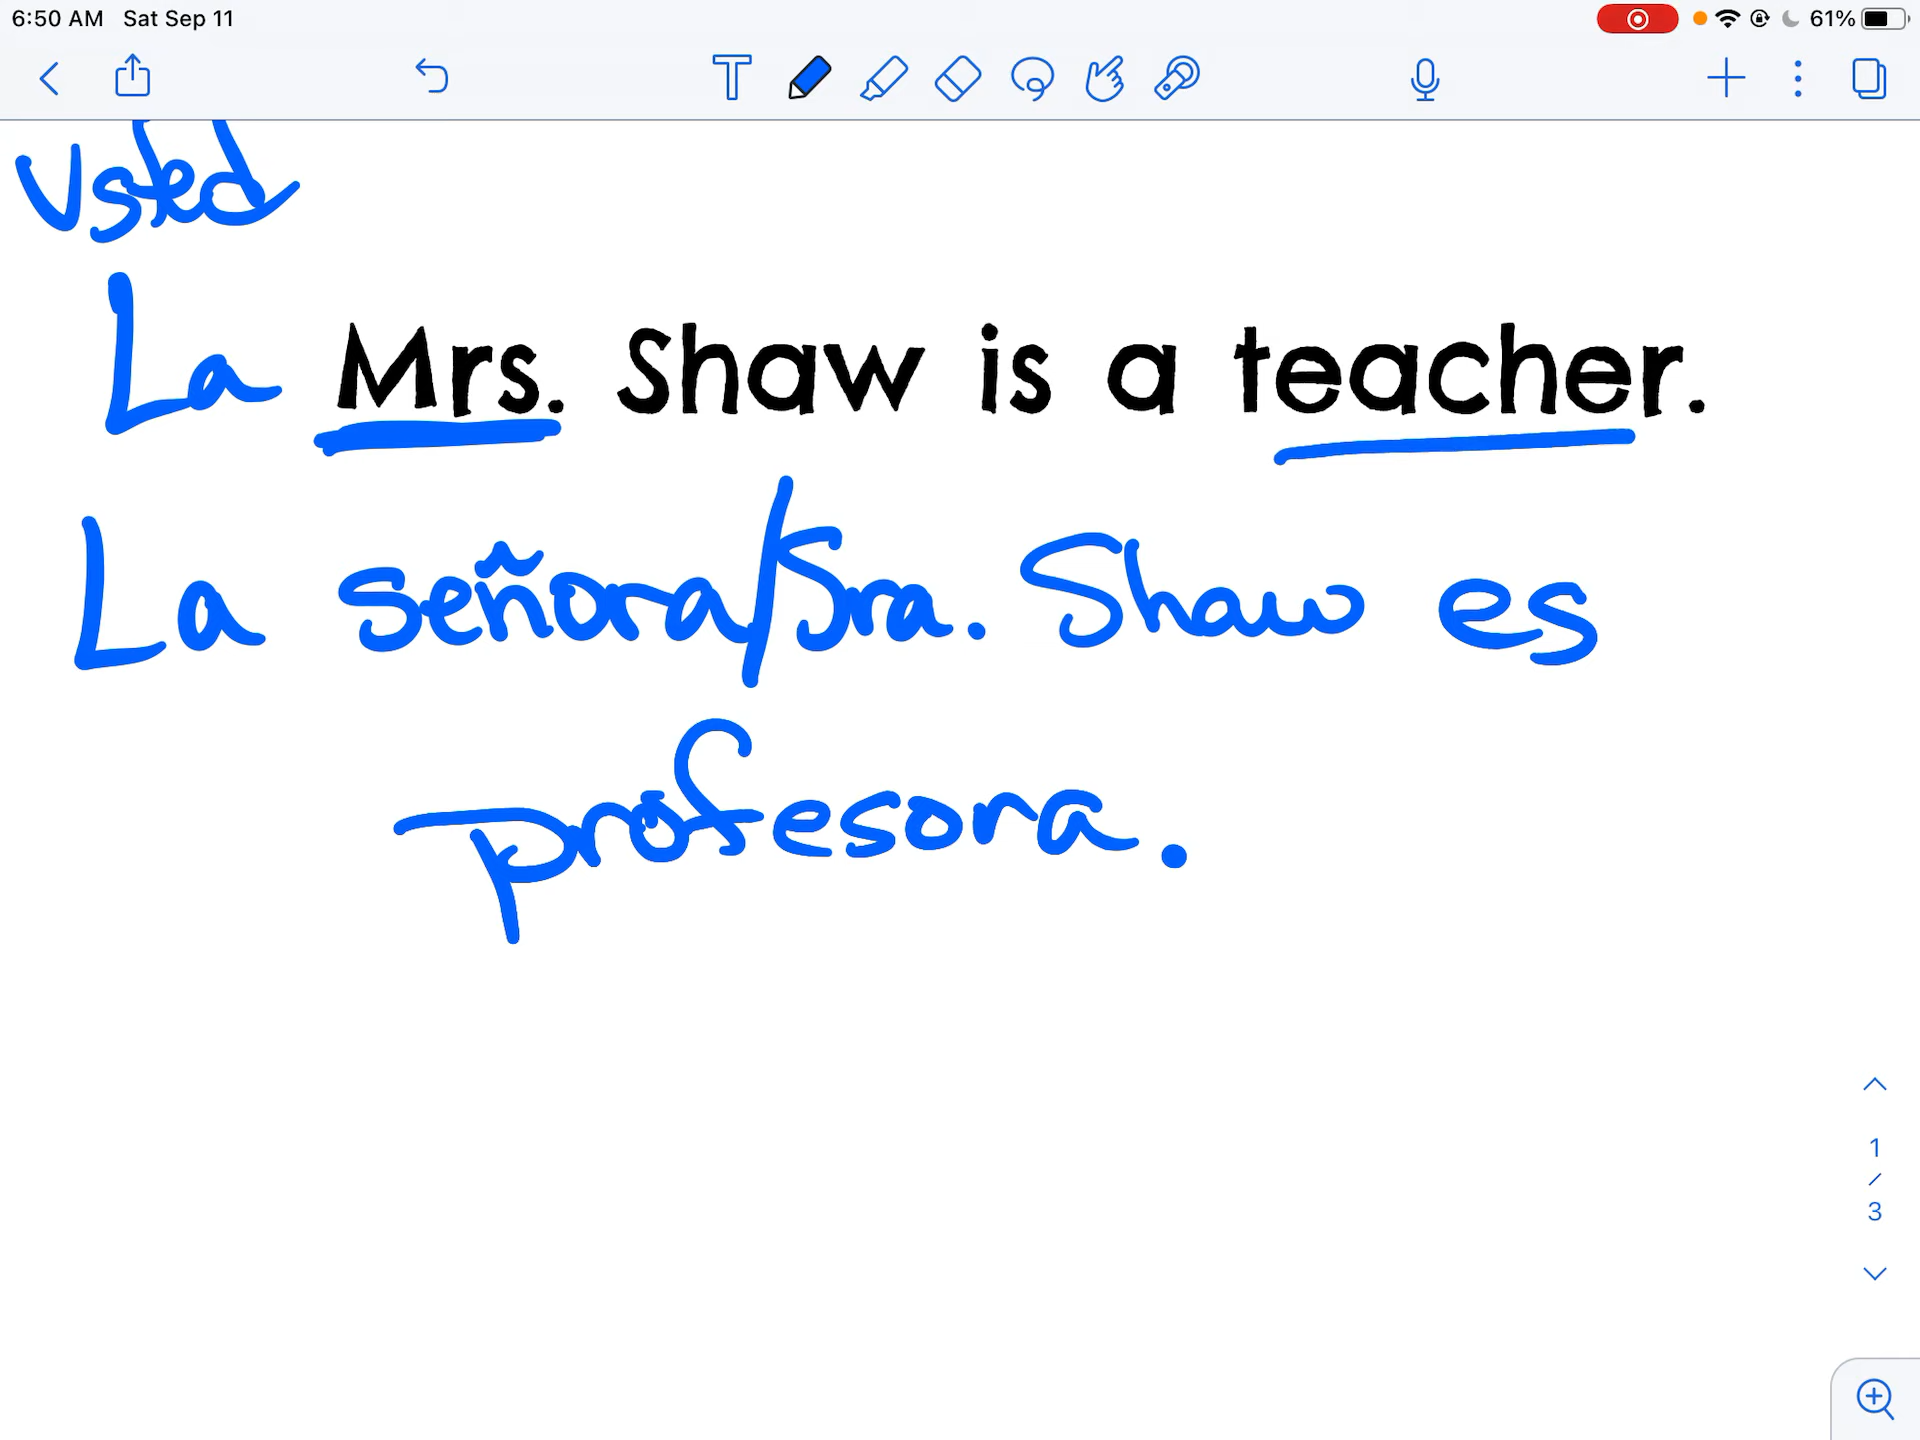 6:50 AM Sat Sep 11 61%
T
Usted
La Mrs. Shaw is a teacher.
La señora/Sra. Shaw es
profesora.
1
/
3